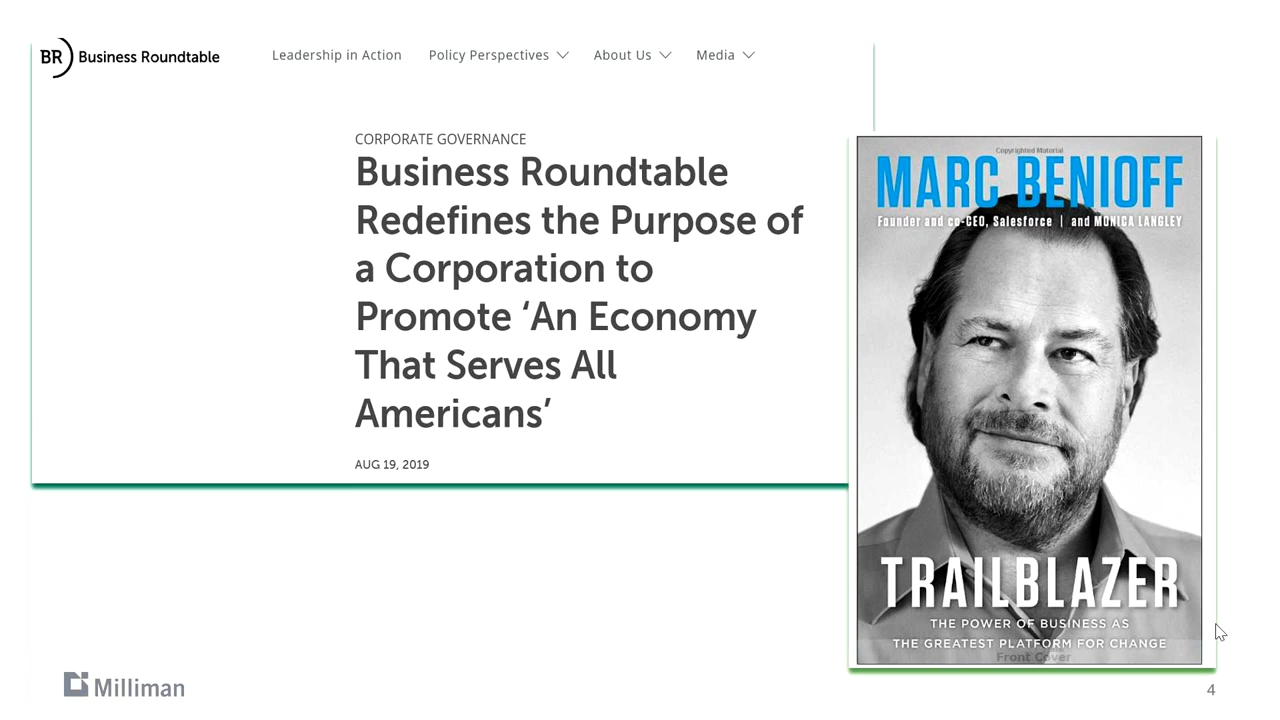 BR Business Roundtable
Leadership in Action Policy Perspectives About Us Media
CORPORATE GOVERNANCE
Business Roundtable
Redefines the Purpose of
a Corporation to
Promote ‘An Economy
That Serves All
Americans’
AUG 19, 2019
Copyrighted Material
MARC BENIOFF
Founder and co-CEO, Salesforce | and MONICA LANGLEY
TRAILBLAZER
THE POWER OF BUSINESS AS
THE GREATEST PLATFORM FOR CHANGE
Front Cover
Milliman
4